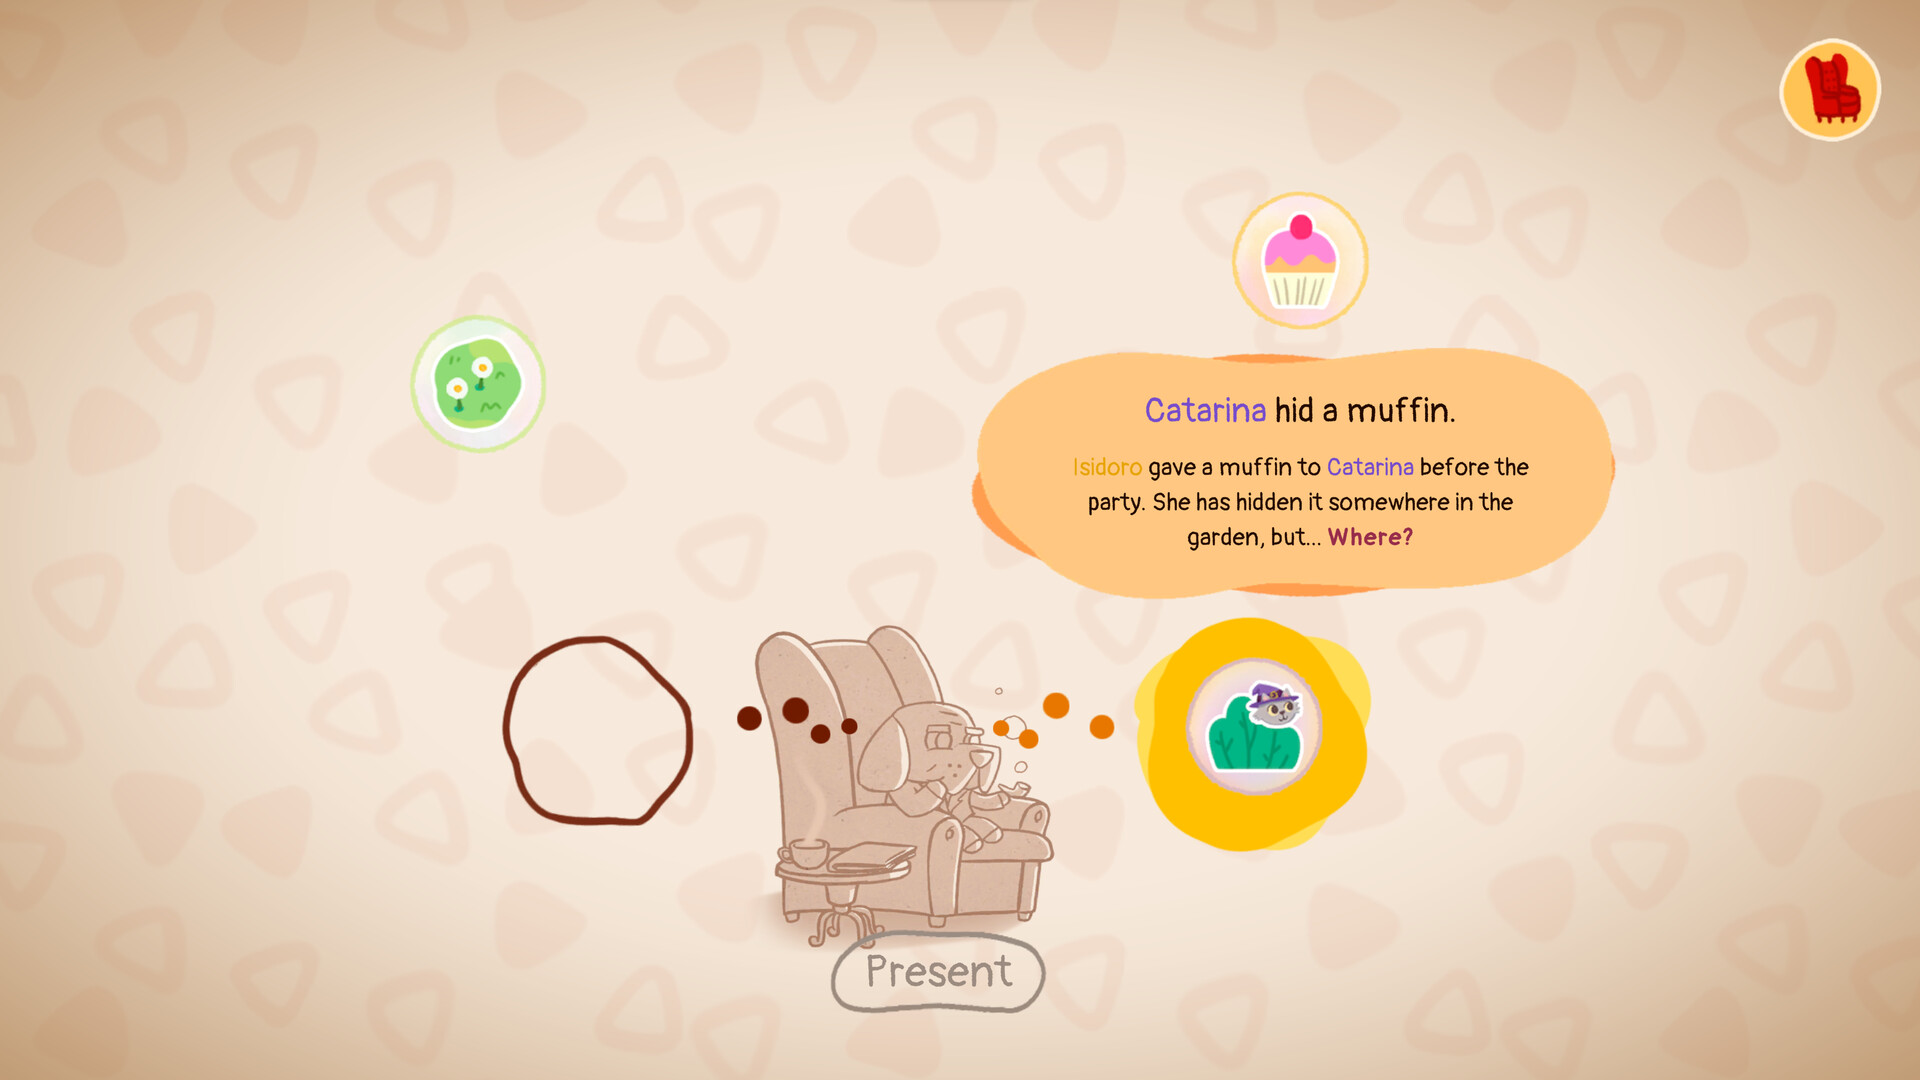 Catarina hid a muffin.
Isidoro gave a muffin to Catarina before the
party. She has hidden it somewhere in the
garden, but... Where?
Present